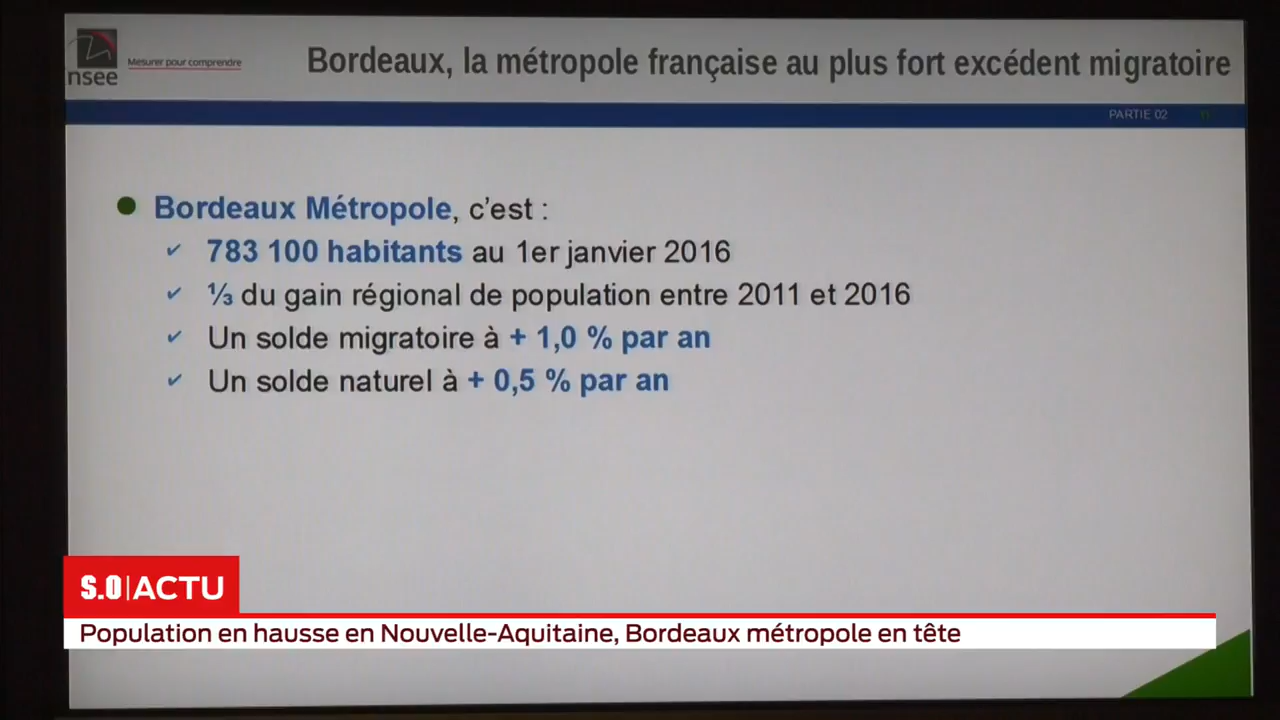 Bordeaux, la métropole française au plus fort excédent migratoire
nsee
Mesurer pour comprendre
PARTIE 02
Bordeaux Métropole, c’est :
783 100 habitants au 1er janvier 2016
⅓ du gain régional de population entre 2011 et 2016
Un solde migratoire à + 1,0 % par an
Un solde naturel à + 0,5 % par an
S.O|ACTU
Population en hausse en Nouvelle-Aquitaine, Bordeaux métropole en tête